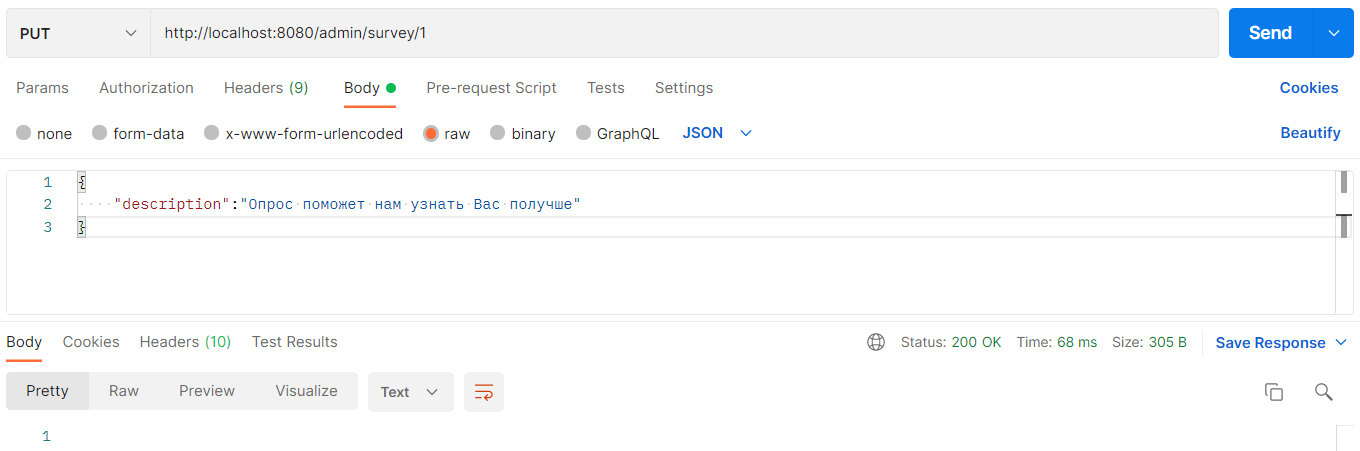 PUT http://localhost:8080/admin/survey/1 Send
Params Authorization Headers (9) Body Pre-request Script Tests Settings Cookies
none form-data x-www-form-urlencoded raw binary GraphQL JSON Beautify
1 {
2 "description":"Опрос поможет нам узнать Вас получше"
3 }
Body Cookies Headers (10) Test Results Status: 200 OK Time: 68 ms Size: 305 B Save Response
Pretty Raw Preview Visualize Text
1